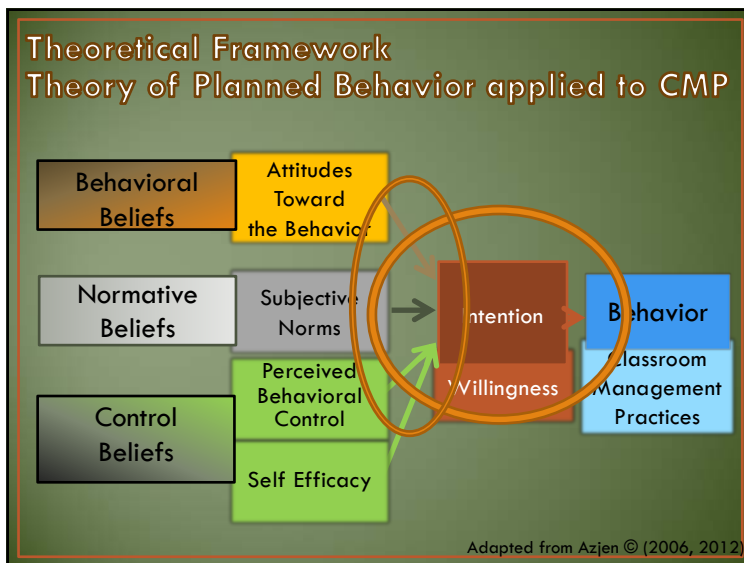 Theoretical Framework
Theory of Planned Behavior applied to CMP
Behavioral
Beliefs
Attitudes
Toward
the Behavior
Normative
Beliefs
Subjective
Norms
Control
Beliefs
Perceived
Behavioral
Control
Self Efficacy
Intention
Willingness
Behavior
Classroom
Management
Practices
Adapted from Azjen © (2006, 2012)